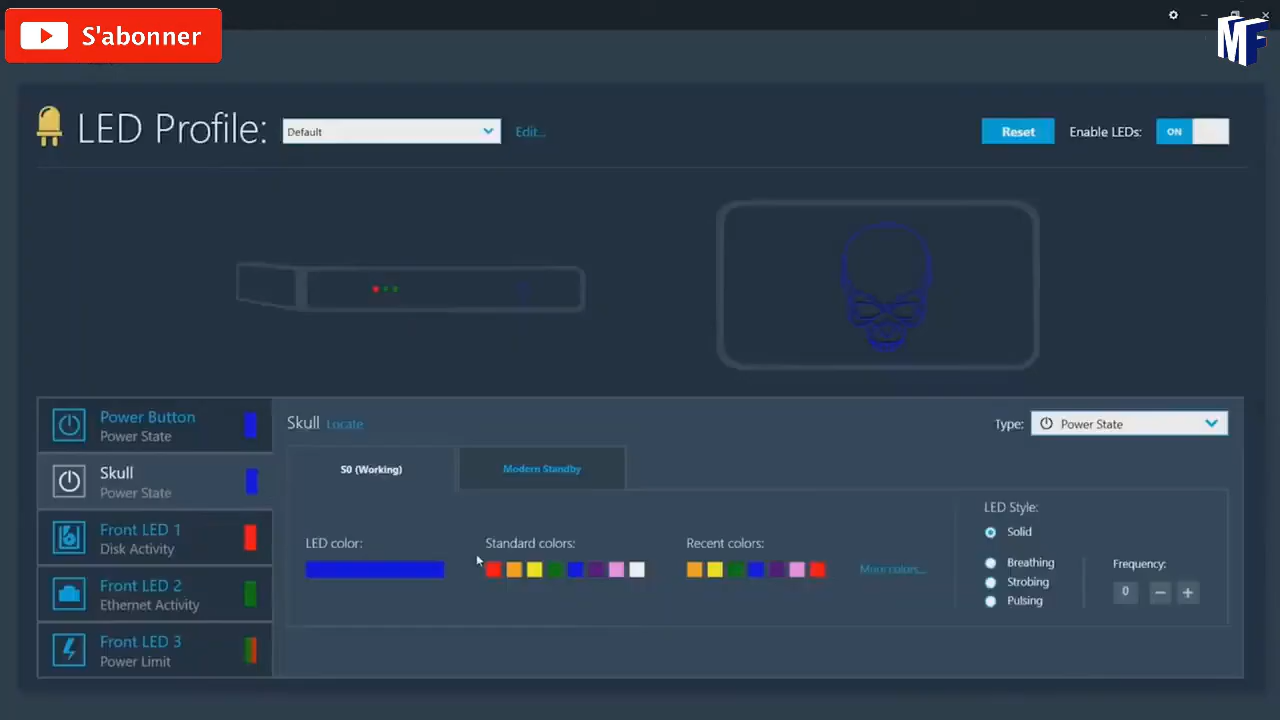 S'abonner
MF
LED Profile:
Default
Edit...
Reset
Enable LEDs:
ON
Power Button
Power State
Skull
Power State
Front LED 1
Disk Activity
Front LED 2
Ethernet Activity
Front LED 3
Power Limit
Skull Locate
Type:
Power State
S0 (Working)
Modern Standby
LED color:
Standard colors:
Recent colors:
More colors...
LED Style:
Solid
Breathing
Strobing
Pulsing
Frequency:
0